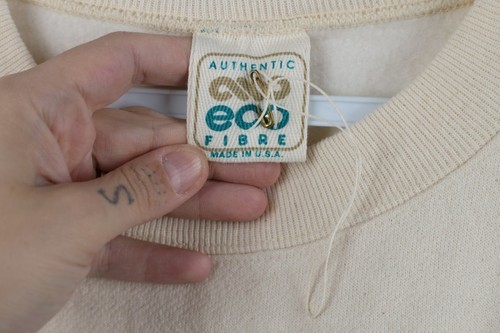 AUTHENTIC
eco
FIBRE
MADE IN U.S.A.
S